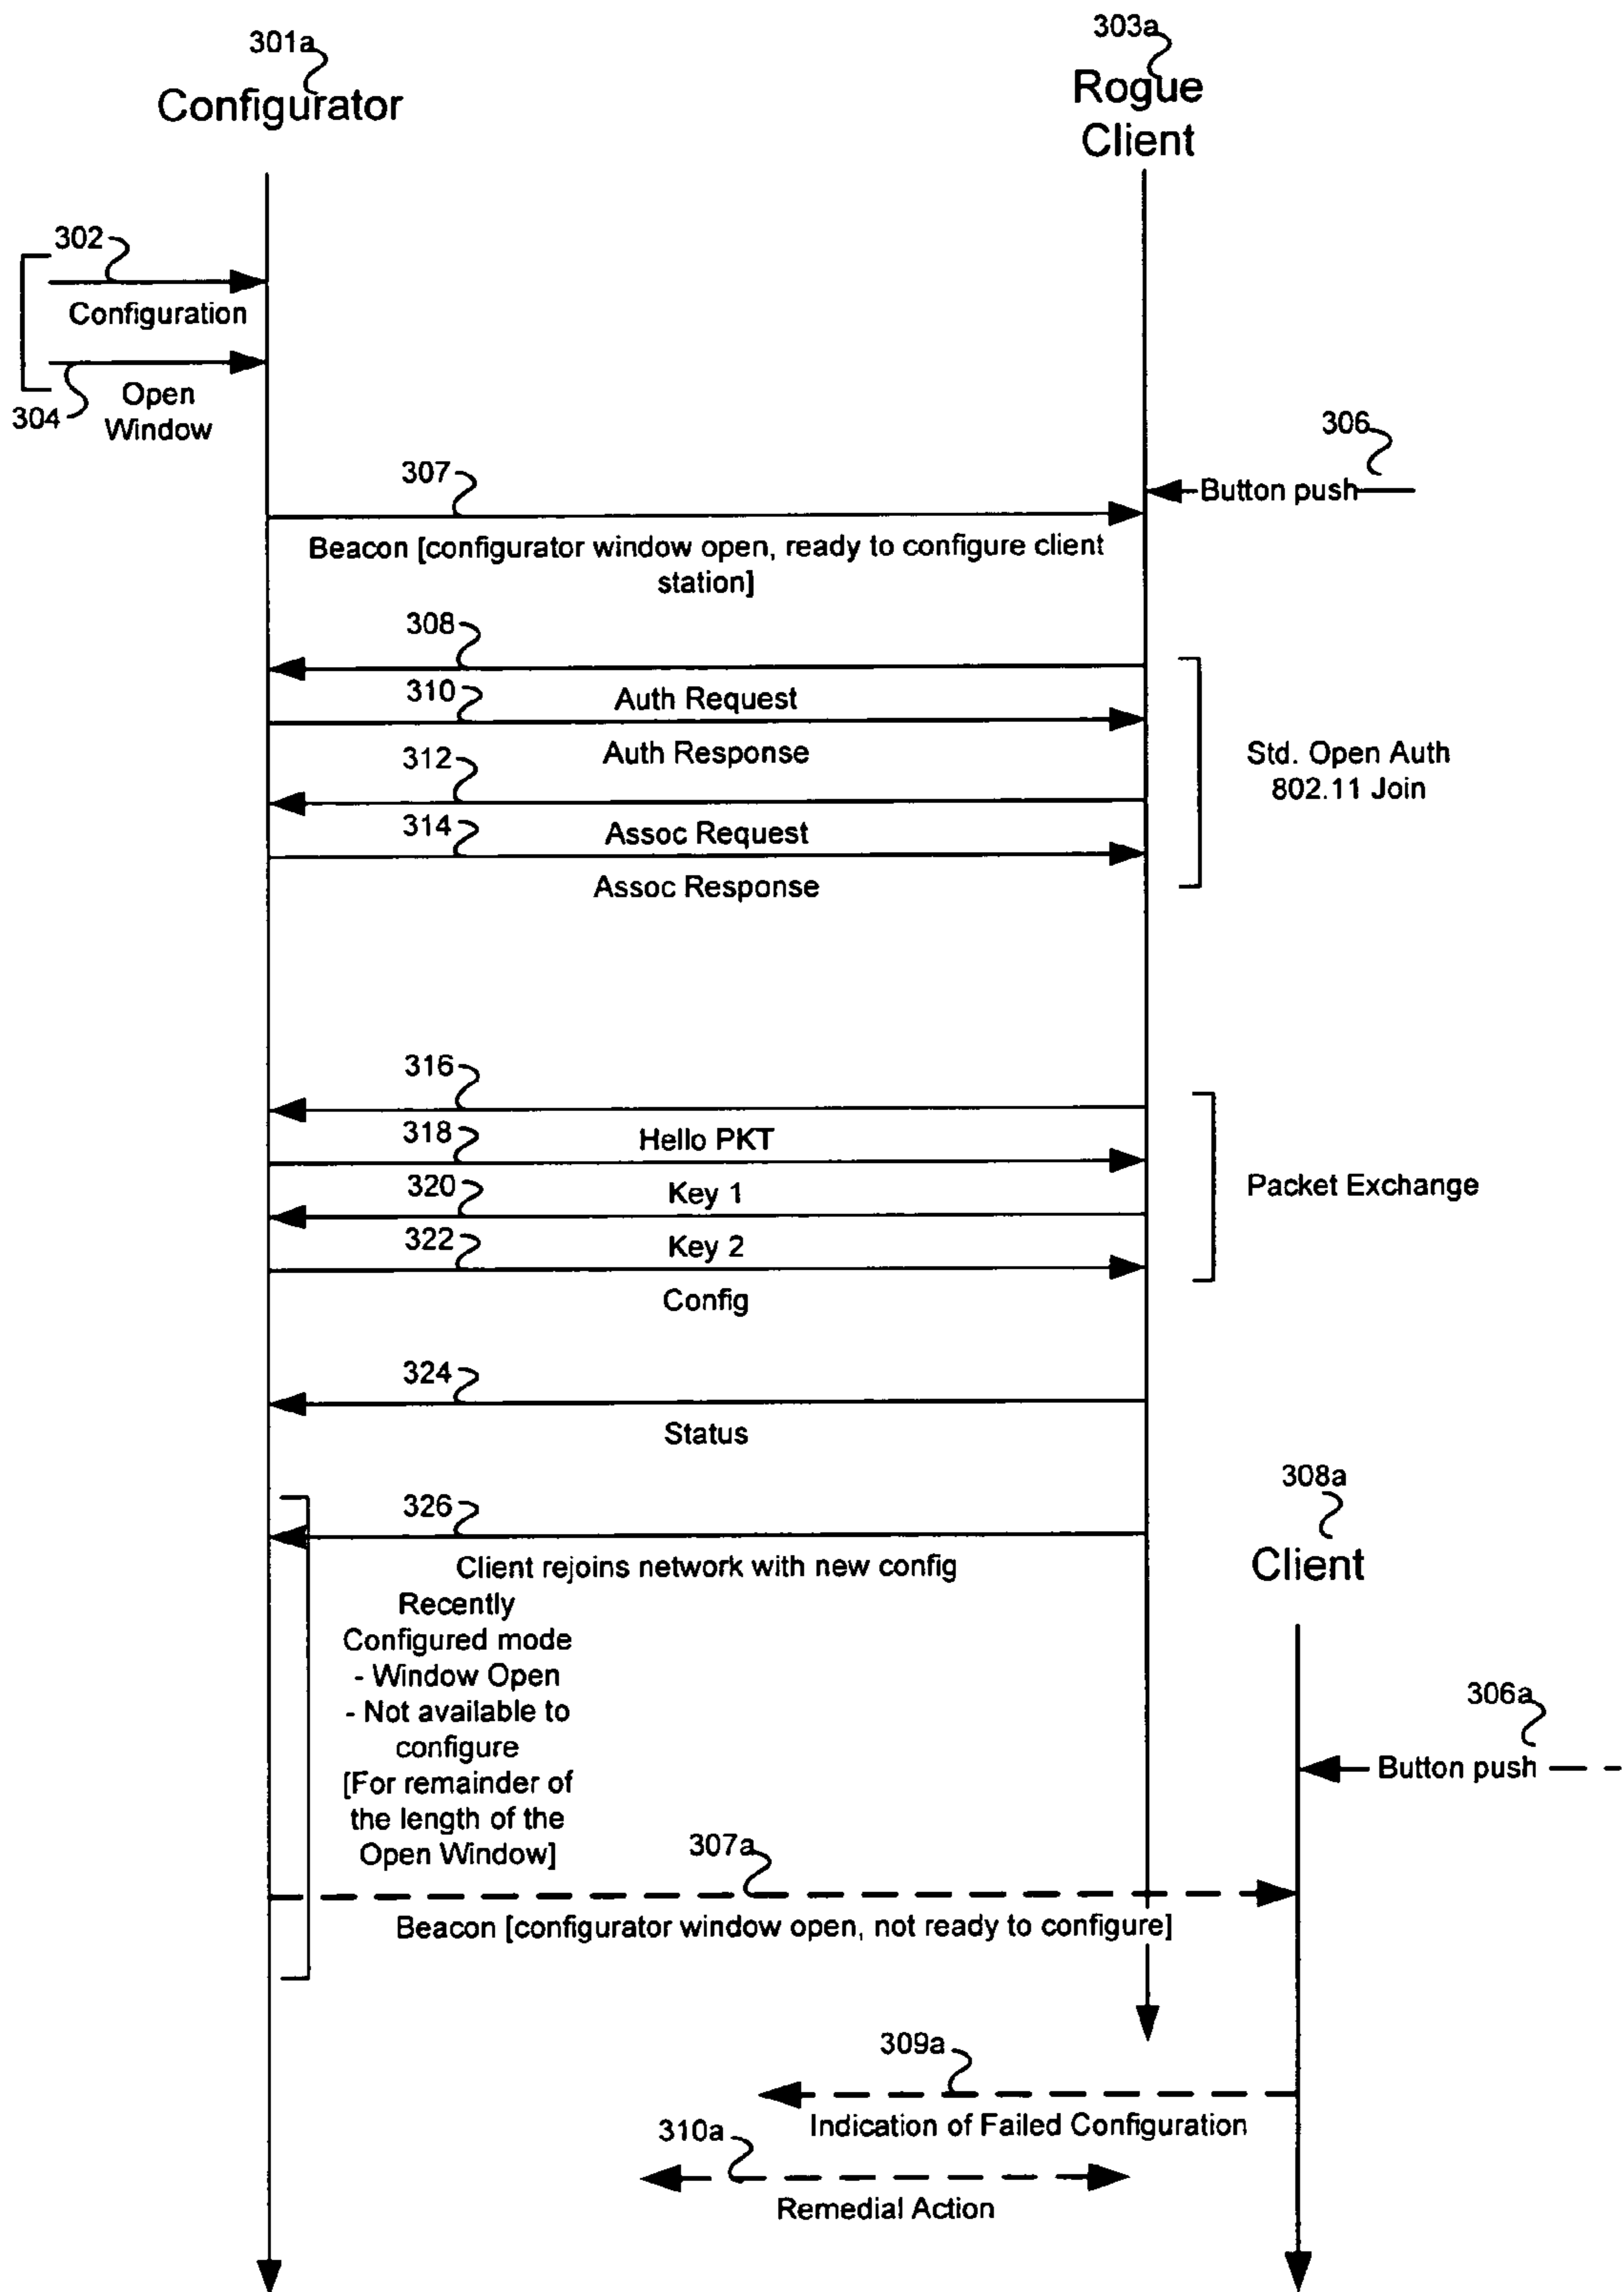 301a
Configurator
303a
Rogue
Client
302
Configuration
304
Open
Window
306
Button push
307
Beacon [configurator window open, ready to configure client
station]
308
Auth Request
310
Auth Response
312
Assoc Request
314
Assoc Response
Std. Open Auth
802.11 Join
316
Hello PKT
318
Key 1
320
Key 2
322
Config
Packet Exchange
324
Status
326
Client rejoins network with new config
Recently
Configured mode
- Window Open
- Not available to
configure
[For remainder of
the length of the
Open Window]
308a
Client
306a
Button push
307a
Beacon [configurator window open, not ready to configure]
309a
Indication of Failed Configuration
310a
Remedial Action